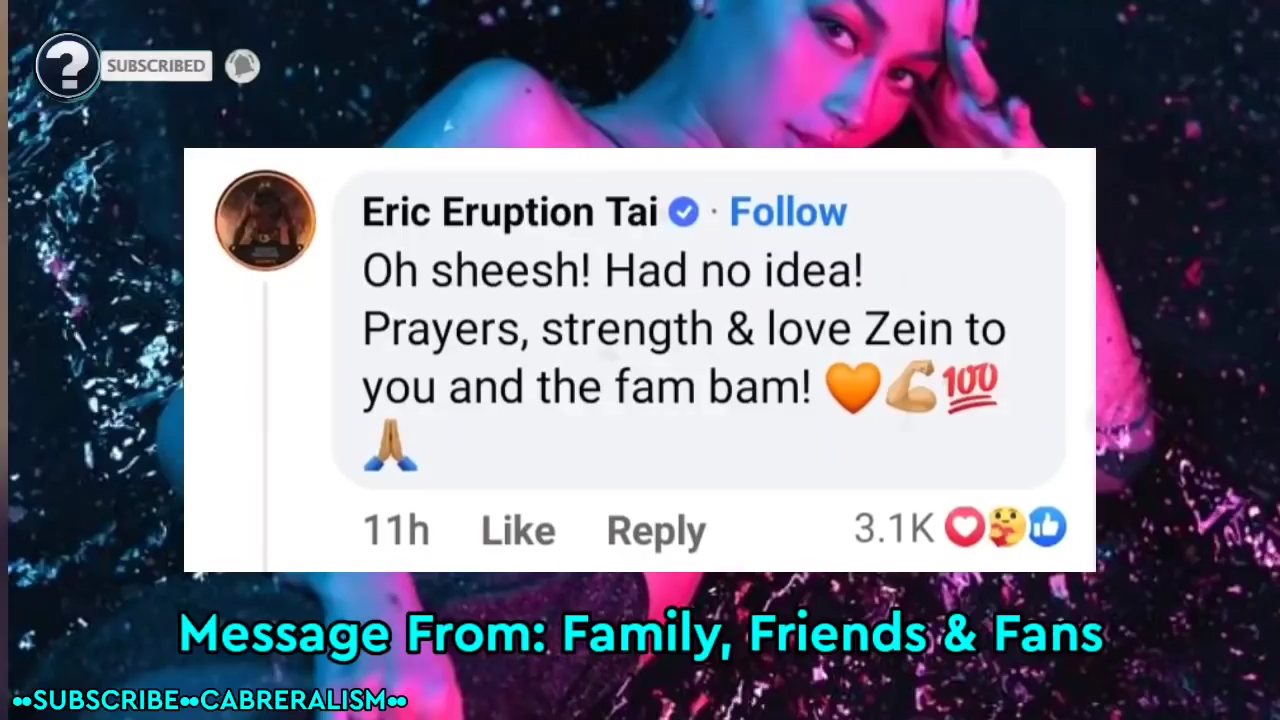 ?
SUBSCRIBED
Eric Eruption Tai · Follow
Oh sheesh! Had no idea!
Prayers, strength & love Zein to
you and the fam bam! 🧡💪🏼💯
🙏🏽
11h Like Reply 3.1K
Message From: Family, Friends & Fans
••SUBSCRIBE••CABRERALISM••